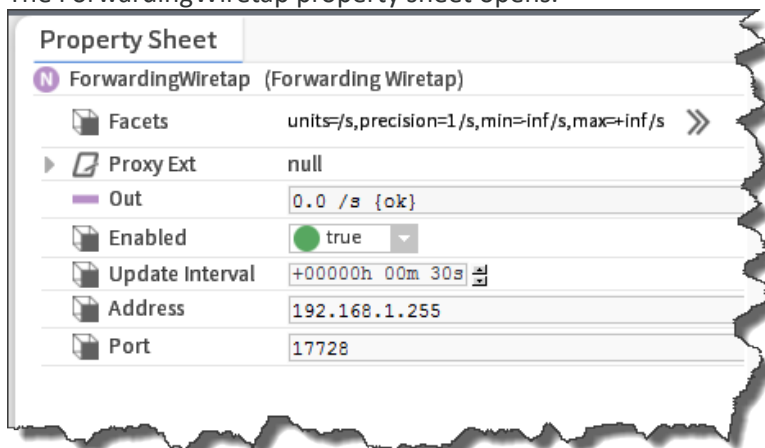 The ForwardingWiretap property sheet opens.
Property Sheet
N ForwardingWiretap (Forwarding Wiretap)
Facets units=/s,precision=1/s,min=-inf/s,max=+inf/s
Proxy Ext null
Out 0.0 /s {ok}
Enabled true
Update Interval +00000h 00m 30s
Address 192.168.1.255
Port 17728